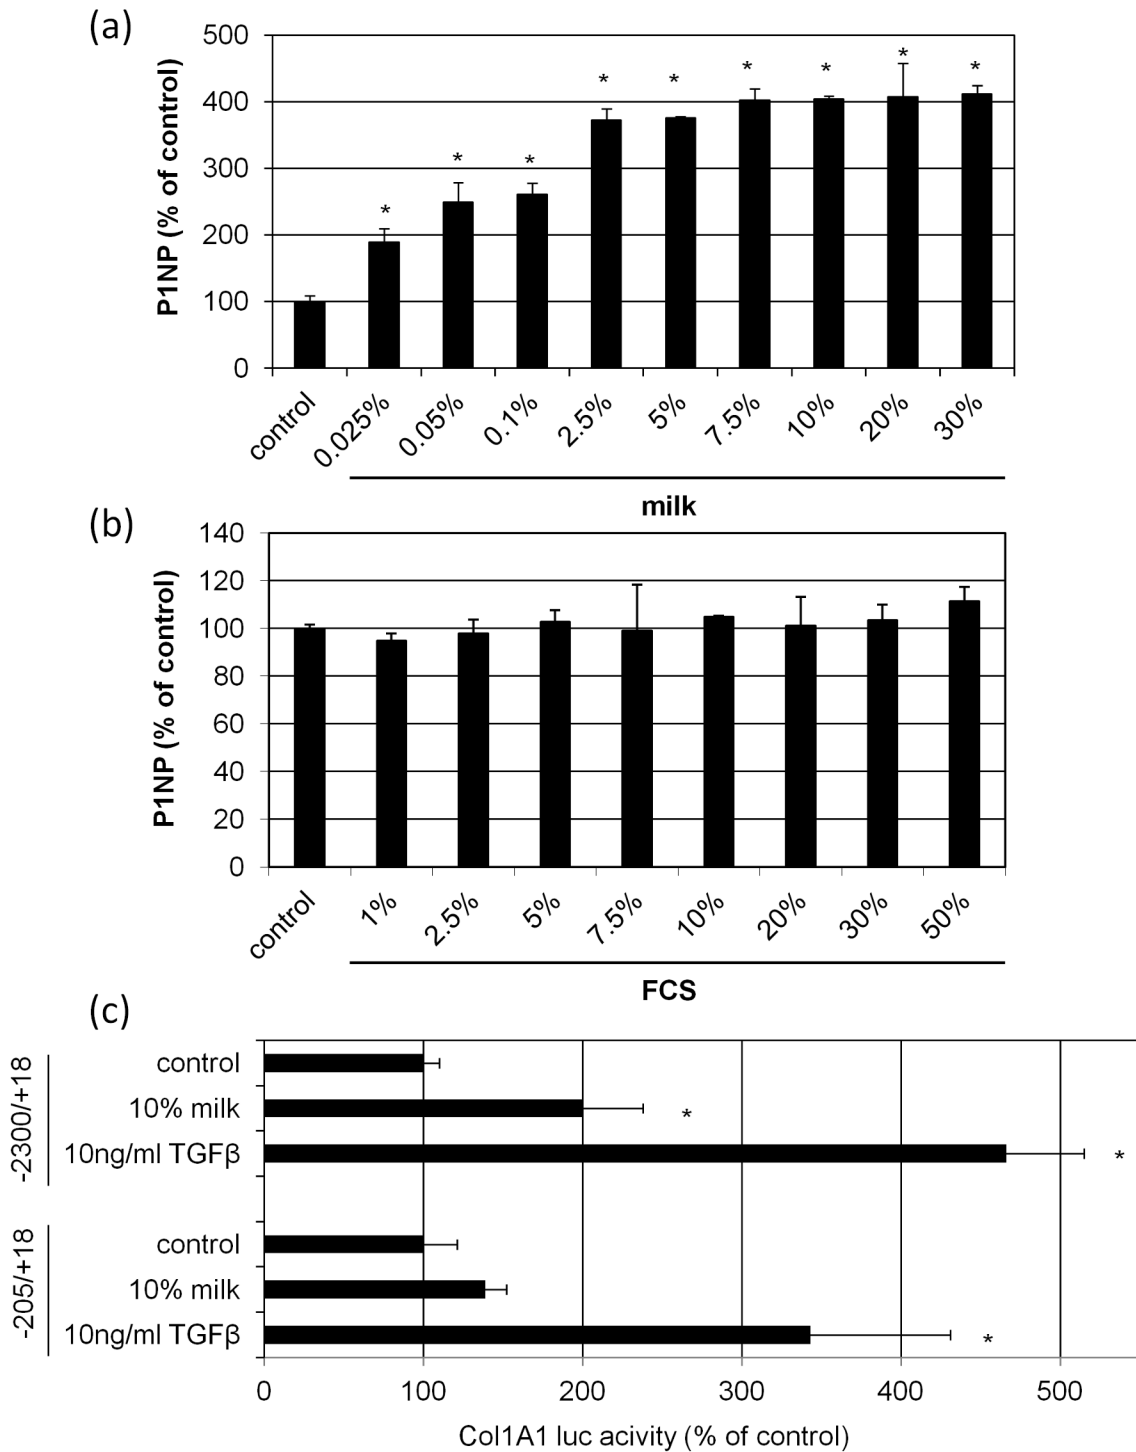 (a)
P1NP (% of control)
500
400
300
200
100
0
* * * * * * * * *
control 0.025% 0.05% 0.1% 2.5% 5% 7.5% 10% 20% 30%
milk
(b)
P1NP (% of control)
140
120
100
80
60
40
20
0
control 1% 2.5% 5% 7.5% 10% 20% 30% 50%
FCS
(c)
-2300/+18
control
10% milk *
10ng/ml TGFβ *
-205/+18
control
10% milk
10ng/ml TGFβ *
0 100 200 300 400 500
Col1A1 luc acivity (% of control)